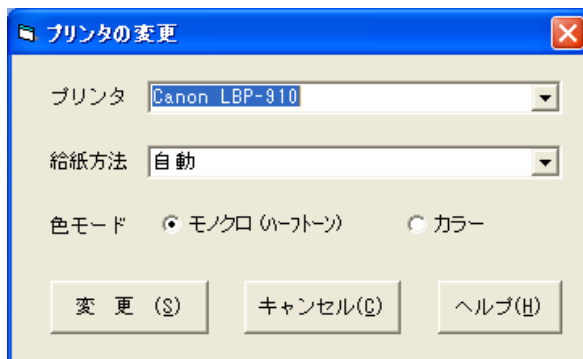 プリンタの変更
プリンタ Canon LBP-910
給紙方法 自動
色モード モノクロ (ﾊｰﾌﾄｰﾝ) カラー
変 更 (S) キャンセル(C) ヘルプ(H)